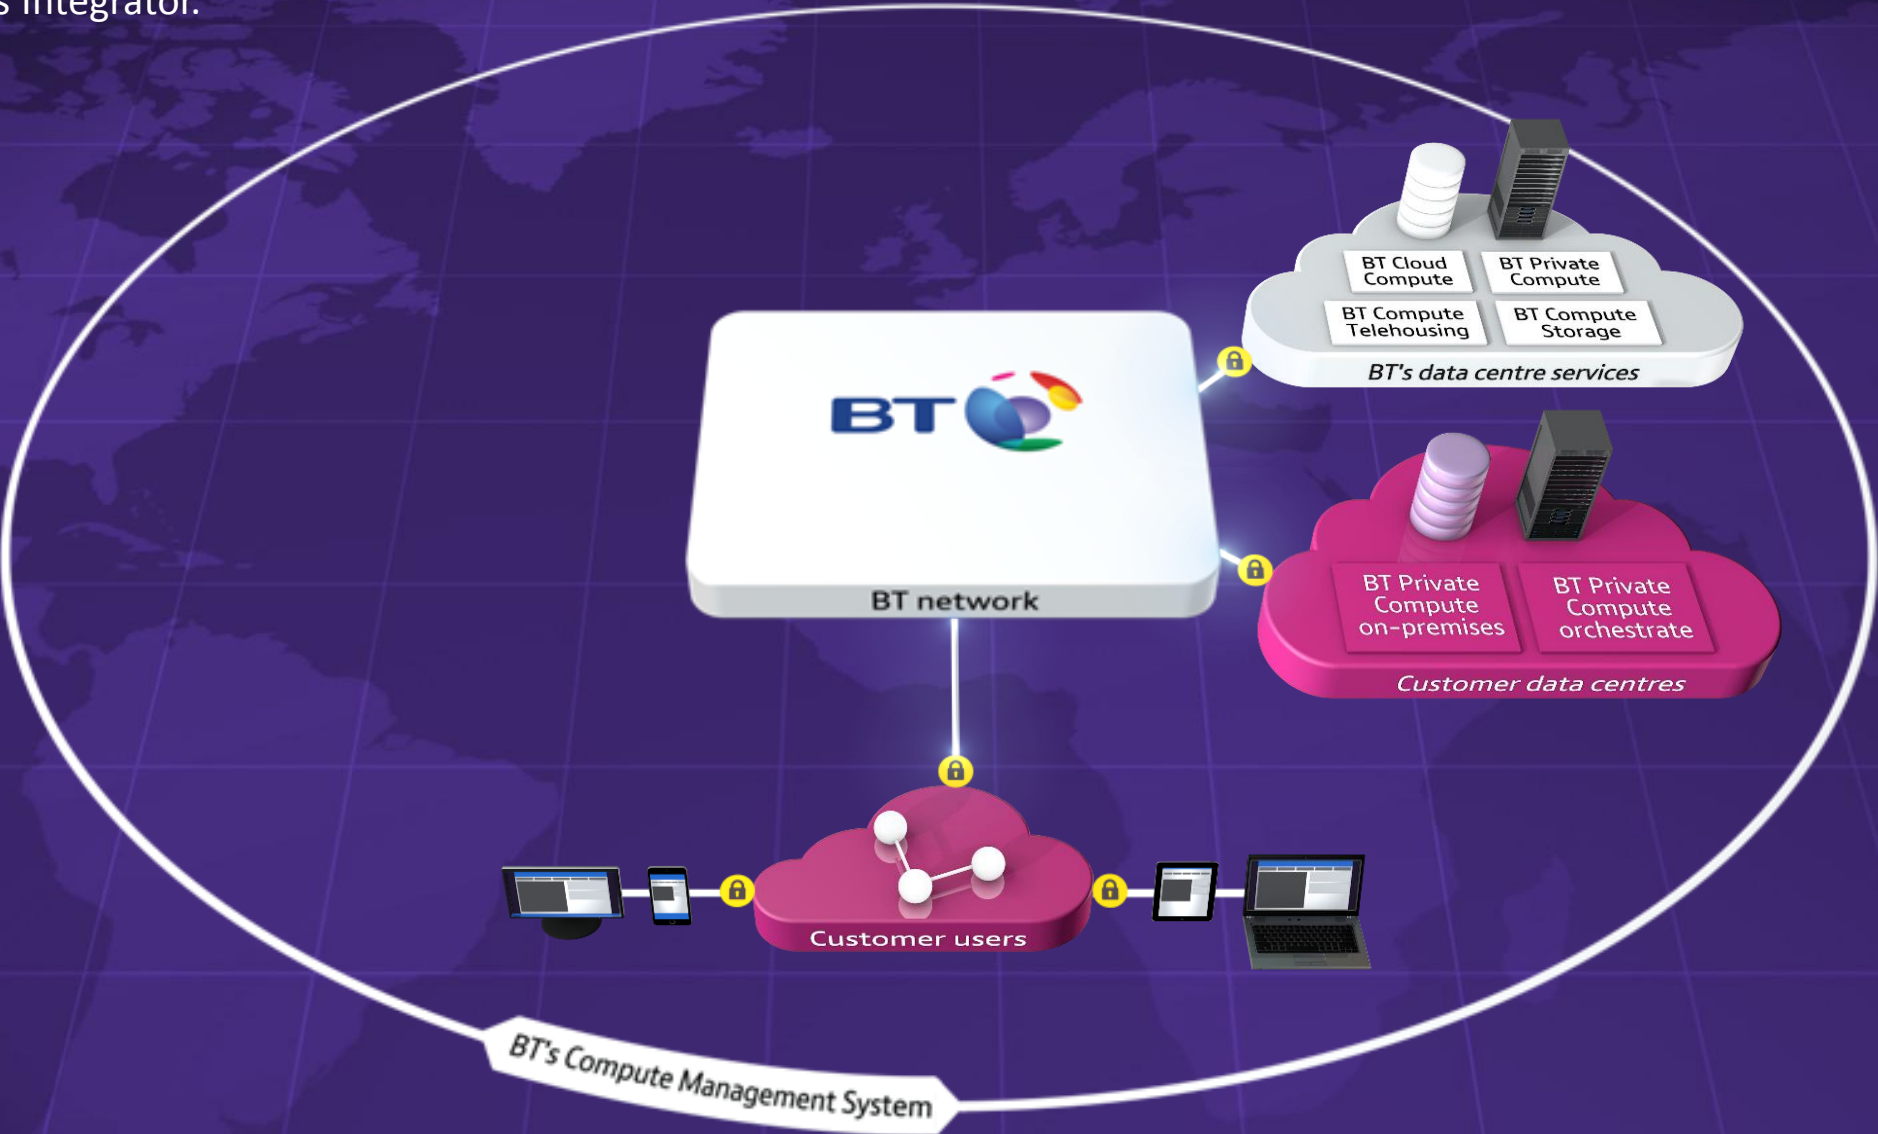 s integrator.
BT Cloud
Compute
BT Private
Compute
BT Compute
Telehousing
BT Compute
Storage
BT's data centre services
BT
BT network
BT Private
Compute
on-premises
BT Private
Compute
orchestrate
Customer data centres
Customer users
BT's Compute Management System